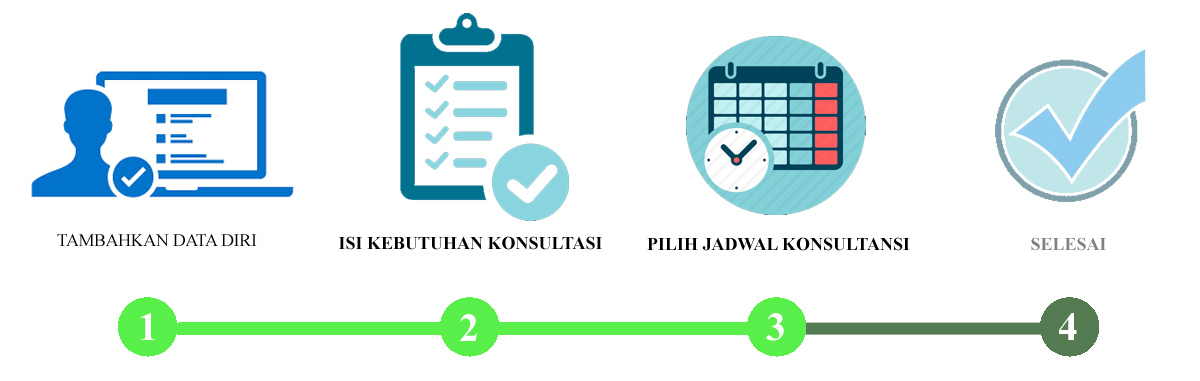 TAMBAHKAN DATA DIRI
ISI KEBUTUHAN KONSULTASI
PILIH JADWAL KONSULTANSI
SELESAI
1
2
3
4